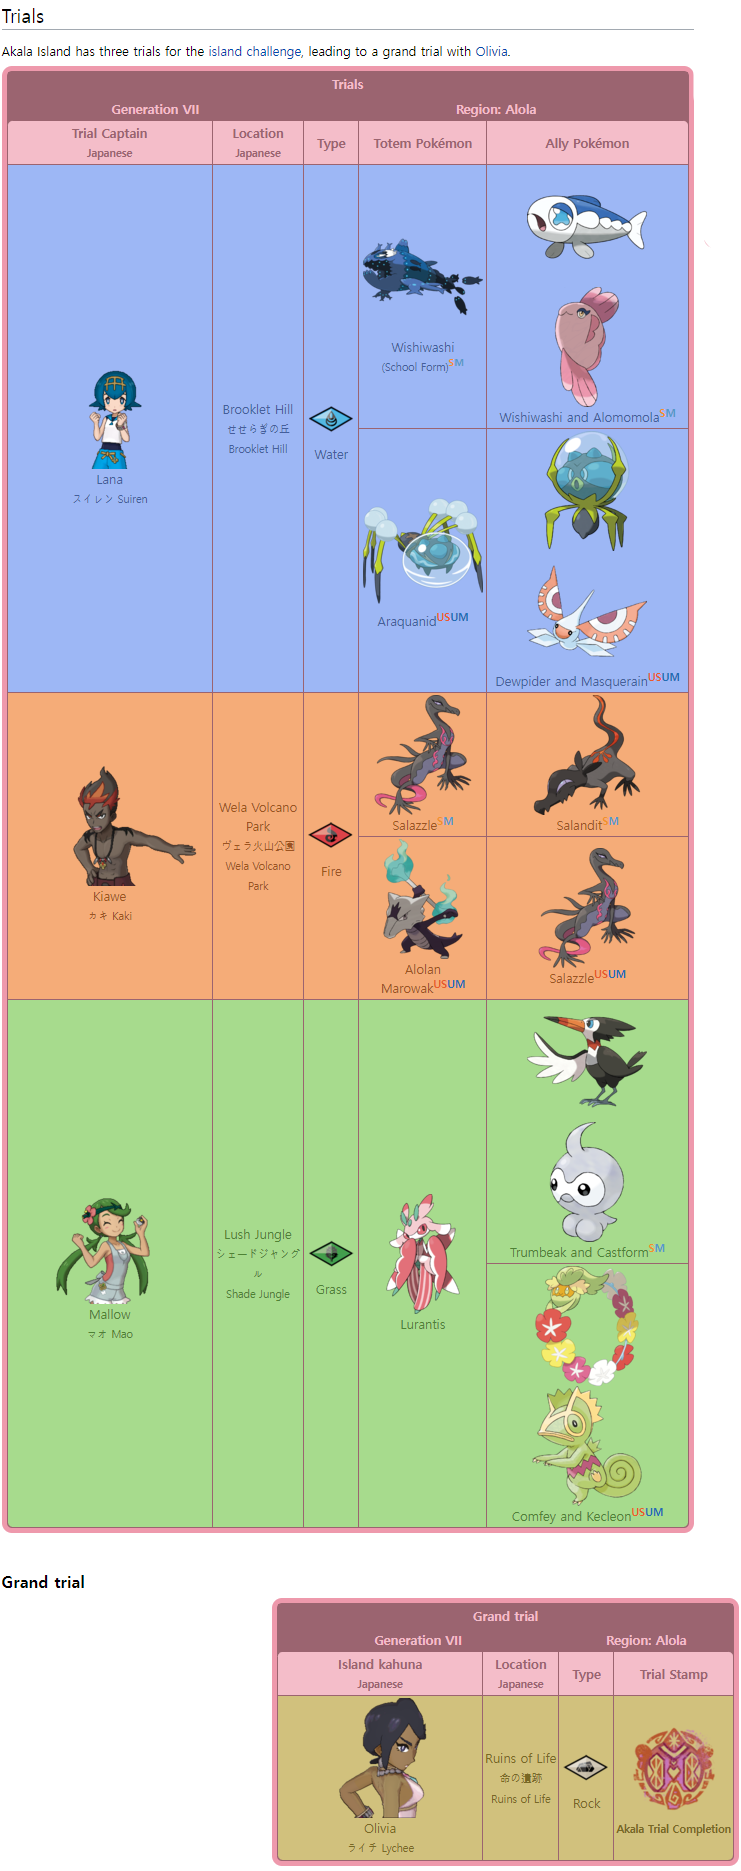 Trials
Akala Island has three trials for the island challenge, leading to a grand trial with Olivia.
Trials
Generation VII
Region: Alola
Trial Captain
Japanese
Location
Japanese
Type
Totem Pokémon
Ally Pokémon
Lana
スイレン Suiren
Brooklet Hill
せせらぎの丘
Brooklet Hill
Water
Wishiwashi
(School Form)SM
Wishiwashi and AlomomolaSM
AraquanidUSUM
Dewpider and MasquerainUSUM
Kiawe
カキ Kaki
Wela Volcano
Park
ヴェラ火山公園
Wela Volcano
Park
Fire
SalazzleSM
SalanditSM
Alolan
MarowakUSUM
SalazzleUSUM
Mallow
マオ Mao
Lush Jungle
シェードジャング
ル
Shade Jungle
Grass
Lurantis
Trumbeak and CastformSM
Comfey and KecleonUSUM
Grand trial
Grand trial
Generation VII
Region: Alola
Island kahuna
Japanese
Location
Japanese
Type
Trial Stamp
Olivia
ライチ Lychee
Ruins of Life
命の遺跡
Ruins of Life
Rock
Akala Trial Completion